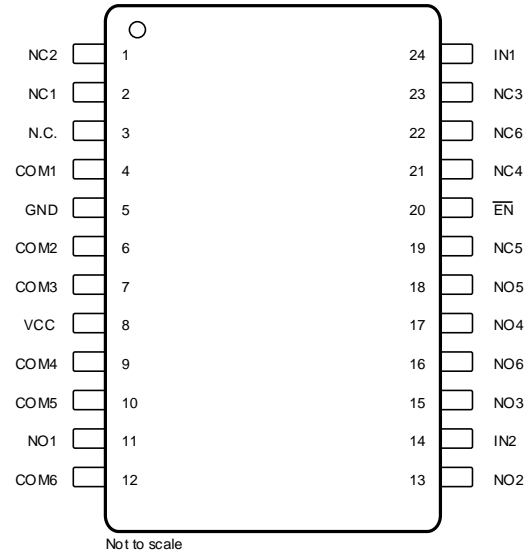 NC2 1 24 IN1
NC1 2 23 NC3
N.C. 3 22 NC6
COM1 4 21 NC4
GND 5 20 EN
COM2 6 19 NC5
COM3 7 18 NO5
VCC 8 17 NO4
COM4 9 16 NO6
COM5 10 15 NO3
NO1 11 14 IN2
COM6 12 13 NO2
Not to scale